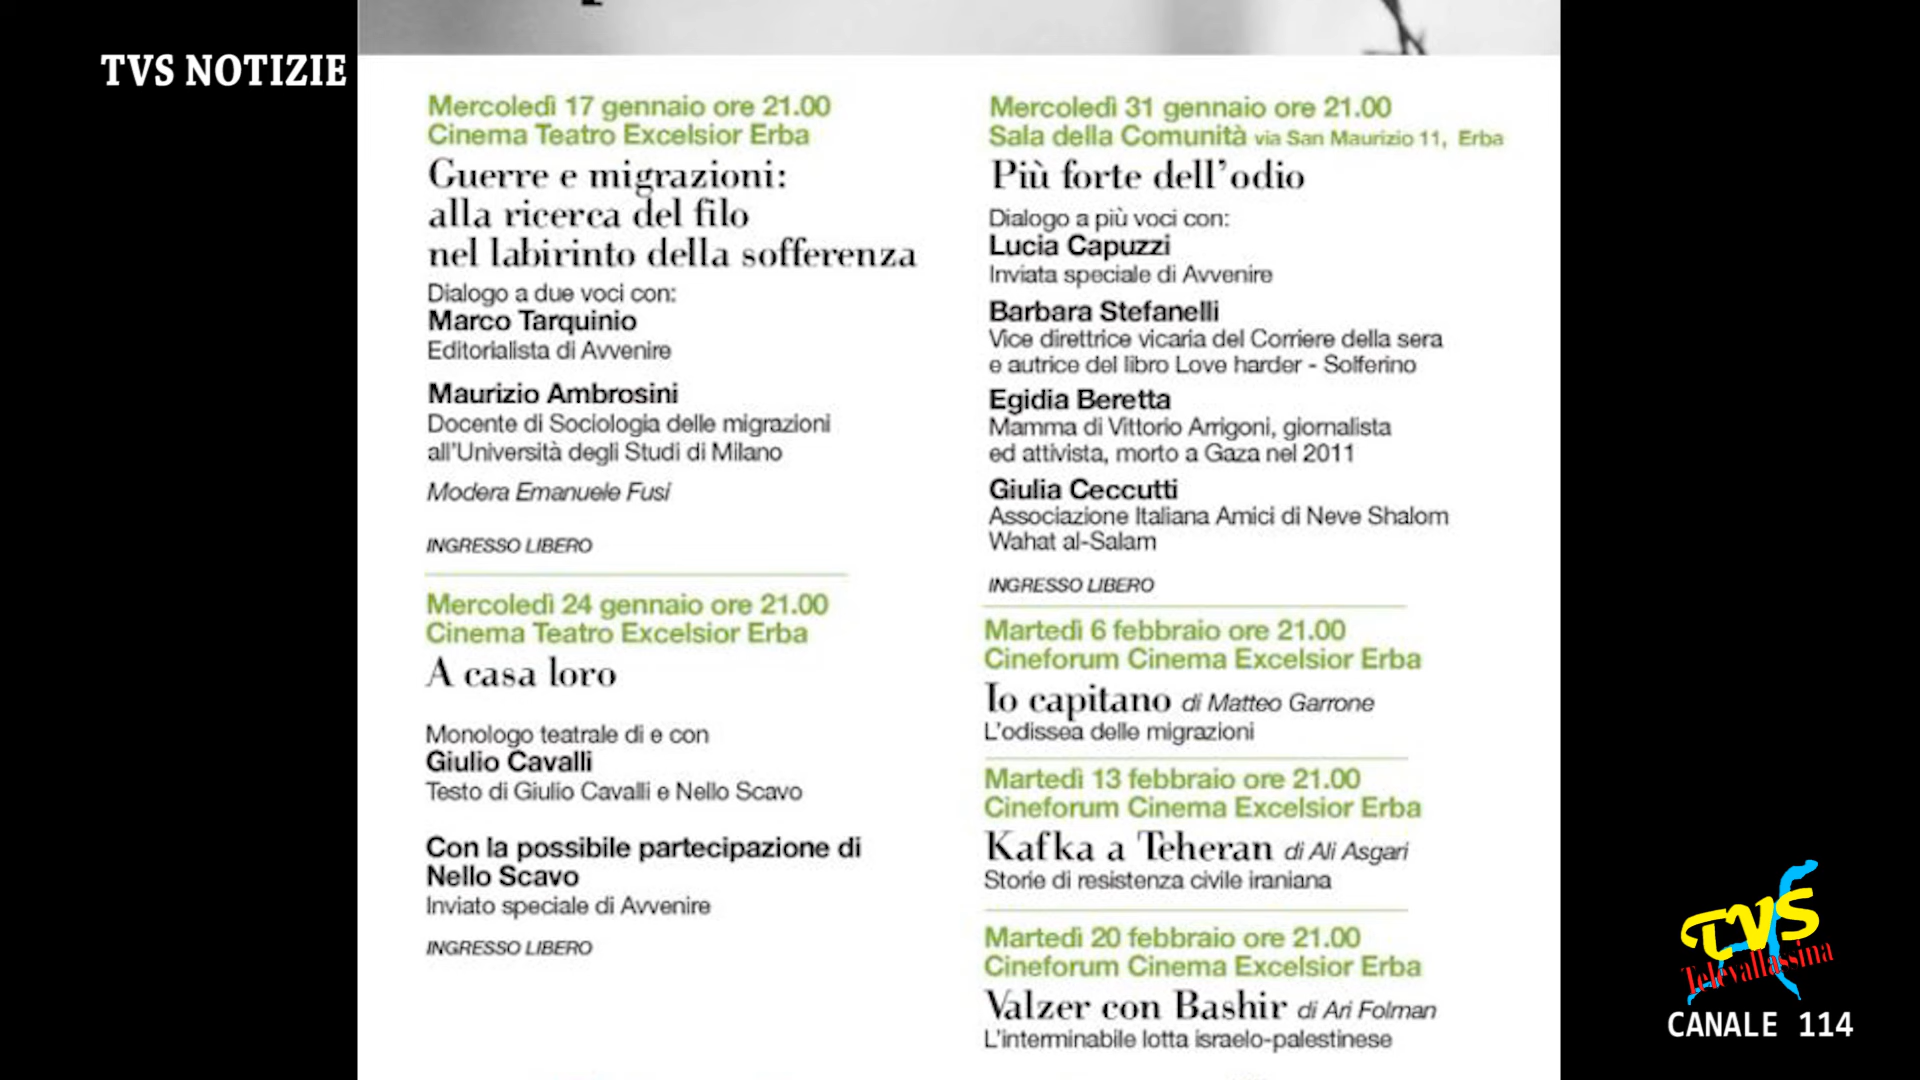 TVS NOTIZIE
Mercoledì 17 gennaio ore 21.00
Cinema Teatro Excelsior Erba
Guerre e migrazioni:
alla ricerca del filo
nel labirinto della sofferenza
Dialogo a due voci con:
Marco Tarquinio
Editorialista di Avvenire
Maurizio Ambrosini
Docente di Sociologia delle migrazioni
all'Università degli Studi di Milano
Modera Emanuele Fusi
INGRESSO LIBERO
Mercoledì 24 gennaio ore 21.00
Cinema Teatro Excelsior Erba
A casa loro
Monologo teatrale di e con
Giulio Cavalli
Testo di Giulio Cavalli e Nello Scavo
Con la possibile partecipazione di
Nello Scavo
Inviato speciale di Avvenire
INGRESSO LIBERO
Mercoledì 31 gennaio ore 21.00
Sala della Comunità via San Maurizio 11, Erba
Più forte dell'odio
Dialogo a più voci con:
Lucia Capuzzi
Inviata speciale di Avvenire
Barbara Stefanelli
Vice direttrice vicaria del Corriere della sera
e autrice del libro Love harder - Solferino
Egidia Beretta
Mamma di Vittorio Arrigoni, giornalista
ed attivista, morto a Gaza nel 2011
Giulia Ceccutti
Associazione Italiana Amici di Neve Shalom
Wahat al-Salam
INGRESSO LIBERO
Martedì 6 febbraio ore 21.00
Cineforum Cinema Excelsior Erba
Io capitano di Matteo Garrone
L'odissea delle migrazioni
Martedì 13 febbraio ore 21.00
Cineforum Cinema Excelsior Erba
Kafka a Teheran di Ali Asgari
Storie di resistenza civile iraniana
Martedì 20 febbraio ore 21.00
Cineforum Cinema Excelsior Erba
Valzer con Bashir di Ari Folman
L'interminabile lotta israelo-palestinese
TVS
Televallassina
CANALE 114